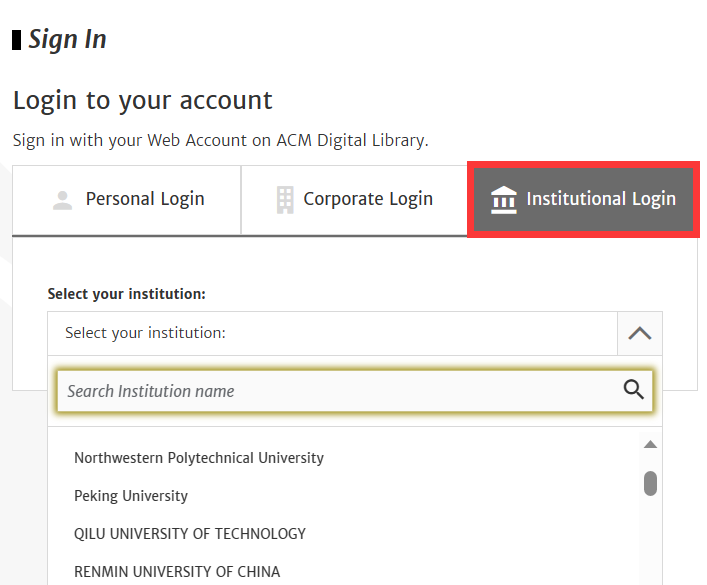 Sign In
Login to your account
Sign in with your Web Account on ACM Digital Library.
Personal Login
Corporate Login
Institutional Login
Select your institution:
Select your institution:
Search Institution name
Northwestern Polytechnical University
Peking University
QILU UNIVERSITY OF TECHNOLOGY
RENMIN UNIVERSITY OF CHINA